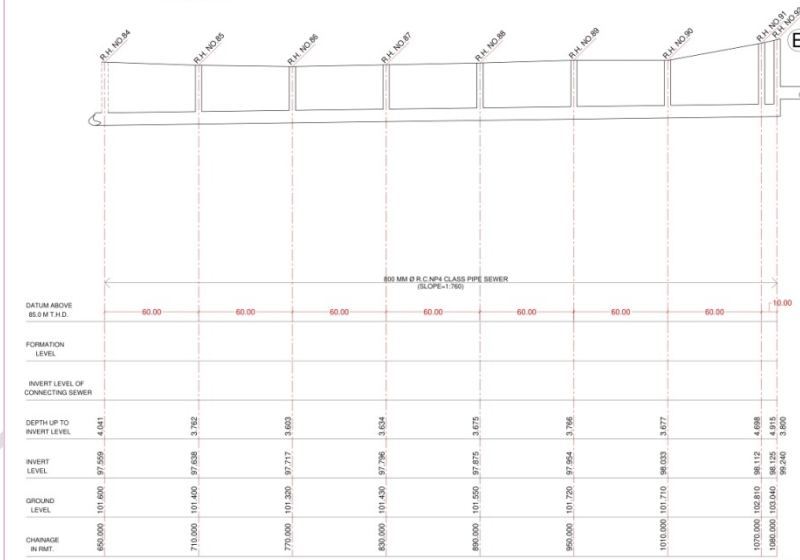 R.H. NO.84
R.H. NO.85
R.H. NO.86
R.H. NO.87
R.H. NO.88
R.H. NO.89
R.H. NO.90
R.H. NO.91
800 MM Ø R.C.NP4 CLASS PIPE SEWER
(SLOPE=1:760)
DATUM ABOVE
85.0 M T.H.D.
60.00 60.00 60.00 60.00 60.00 60.00 60.00 10.00
FORMATION
LEVEL
INVERT LEVEL OF
CONNECTING SEWER
DEPTH UP TO
INVERT LEVEL
4.041 3.762 3.603 3.634 3.675 3.766 3.677 4.698 4.915 3.800
INVERT
LEVEL
97.559 97.638 97.717 97.796 97.875 97.954 98.033 98.112 98.125 99.240
GROUND
LEVEL
101.600 101.400 101.320 101.430 101.550 101.720 101.710 102.810 103.040
CHAINAGE
IN RMT.
650.000 710.000 770.000 830.000 890.000 950.000 1010.000 1070.000 1080.000